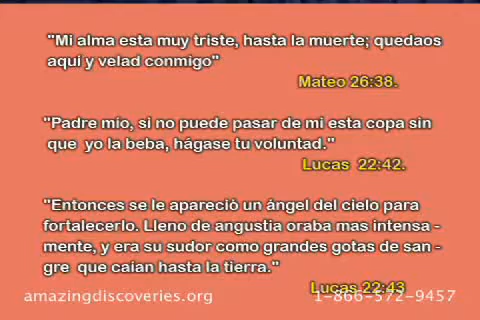 "Mi alma esta muy triste, hasta la muerte; quedaos
aquí y velad conmigo"
Mateo 26:38.
"Padre mío, si no puede pasar de mi esta copa sin
que yo la beba, hágase tu voluntad."
Lucas 22:42.
"Entonces se le apareciò un ángel del cielo para
fortalecerlo. Lleno de angustia oraba mas intensa -
mente, y era su sudor como grandes gotas de san -
gre que caían hasta la tierra."
Lucas 22:43
amazingdiscoveries.org 1-866-572-9457